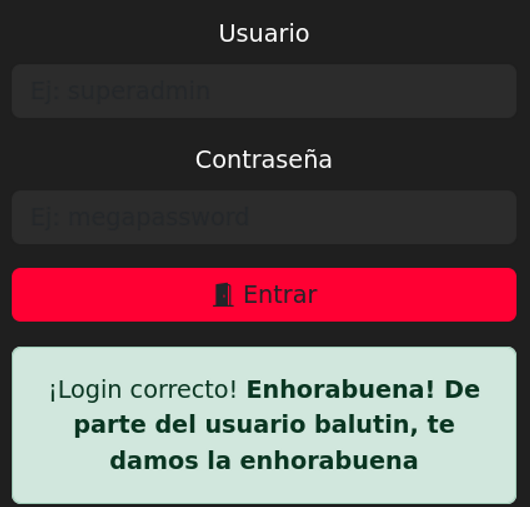 Usuario
Ej: superadmin
Contraseña
Ej: megapassword
Entrar
¡Login correcto! Enhorabuena! De
parte del usuario balutin, te
damos la enhorabuena